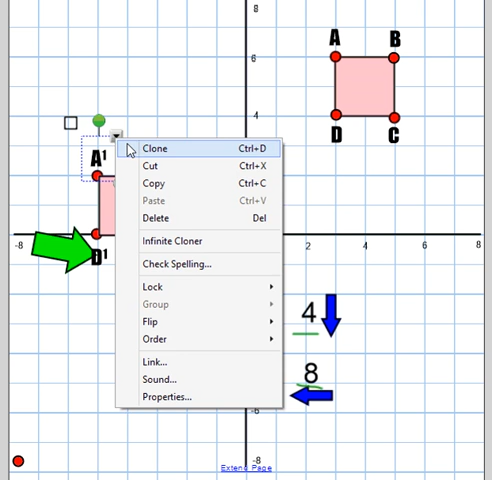 8
A B
6
4
D C
Clone Ctrl+D
Cut Ctrl+X
A¹
Copy Ctrl+C
Paste Ctrl+V
Delete Del
Infinite Cloner
-8 2 4 6 8
D¹
Check Spelling...
Lock
Group
4
Flip
Order
Link...
8
Sound...
Properties...
-6
-8
Extend Page